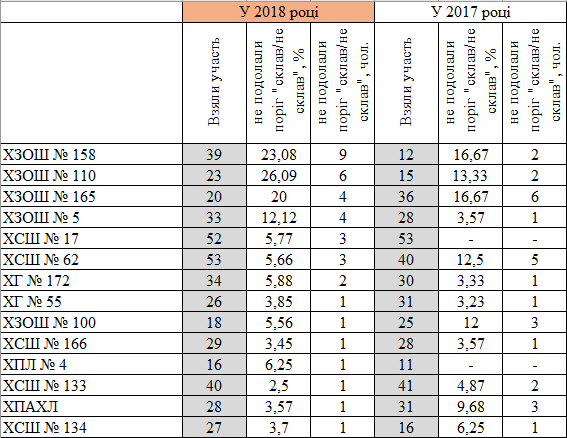 У 2018 році У 2017 році
Взяли участь не подолали поріг "склав/не склав", % не подолали поріг "склав/не склав", чол. Взяли участь не подолали поріг "склав/не склав", % не подолали поріг "склав/не склав", чол.
ХЗОШ № 158 39 23,08 9 12 16,67 2
ХЗОШ № 110 23 26,09 6 15 13,33 2
ХЗОШ № 165 20 20 4 36 16,67 6
ХЗОШ № 5 33 12,12 4 28 3,57 1
ХСШ № 17 52 5,77 3 53 - -
ХСШ № 62 53 5,66 3 40 12,5 5
ХГ № 172 34 5,88 2 30 3,33 1
ХГ № 55 26 3,85 1 31 3,23 1
ХЗОШ № 100 18 5,56 1 25 12 3
ХСШ № 166 29 3,45 1 28 3,57 1
ХПЛ № 4 16 6,25 1 11 - -
ХСШ № 133 40 2,5 1 41 4,87 2
ХПАХЛ 28 3,57 1 31 9,68 3
ХСШ № 134 27 3,7 1 16 6,25 1